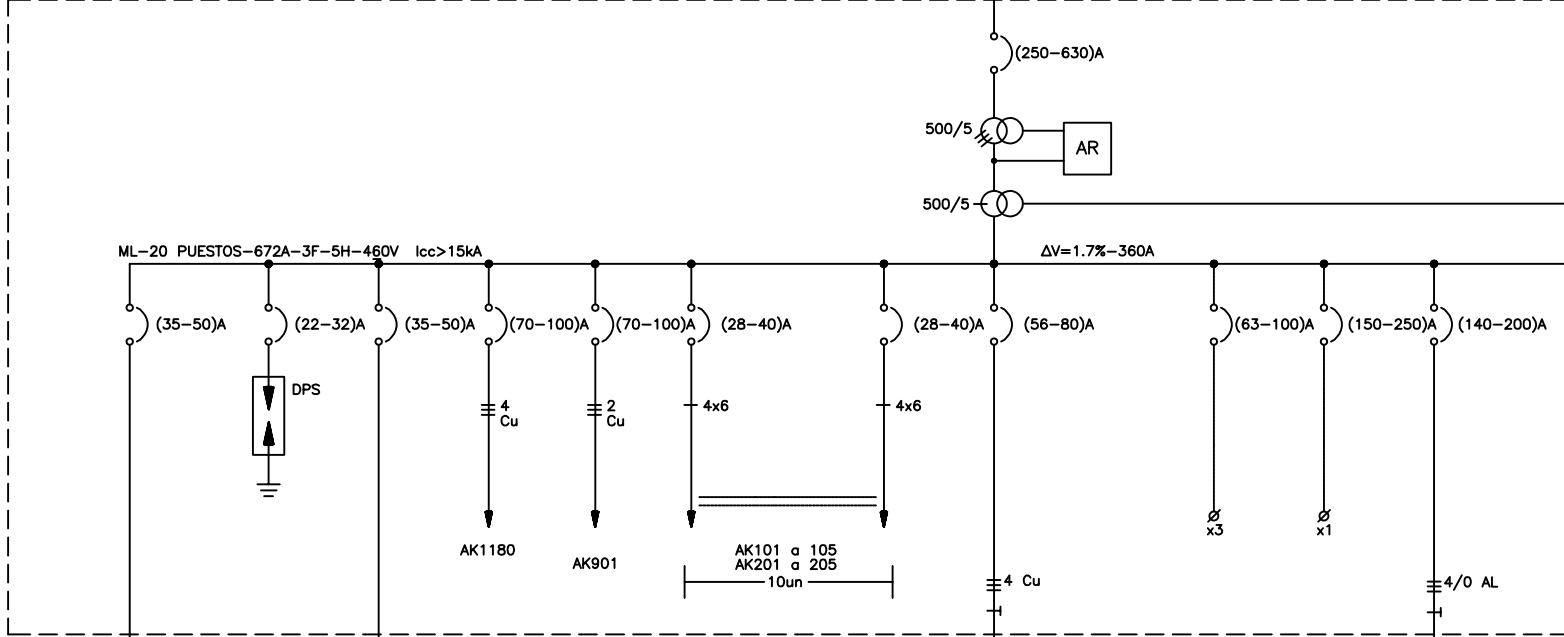 (250-630)A
500/5
AR
500/5
ML-20 PUESTOS-672A-3F-5H-460V Icc>15kA
ΔV=1.7%-360A
(35-50)A
(22-32)A
(35-50)A
(70-100)A
(70-100)A
(28-40)A
(28-40)A
(56-80)A
(63-100)A
(150-250)A
(140-200)A
DPS
4
Cu
2
Cu
4x6
4x6
AK1180
AK901
AK101 a 105
AK201 a 205
10un
x3
x1
4 Cu
4/0 AL